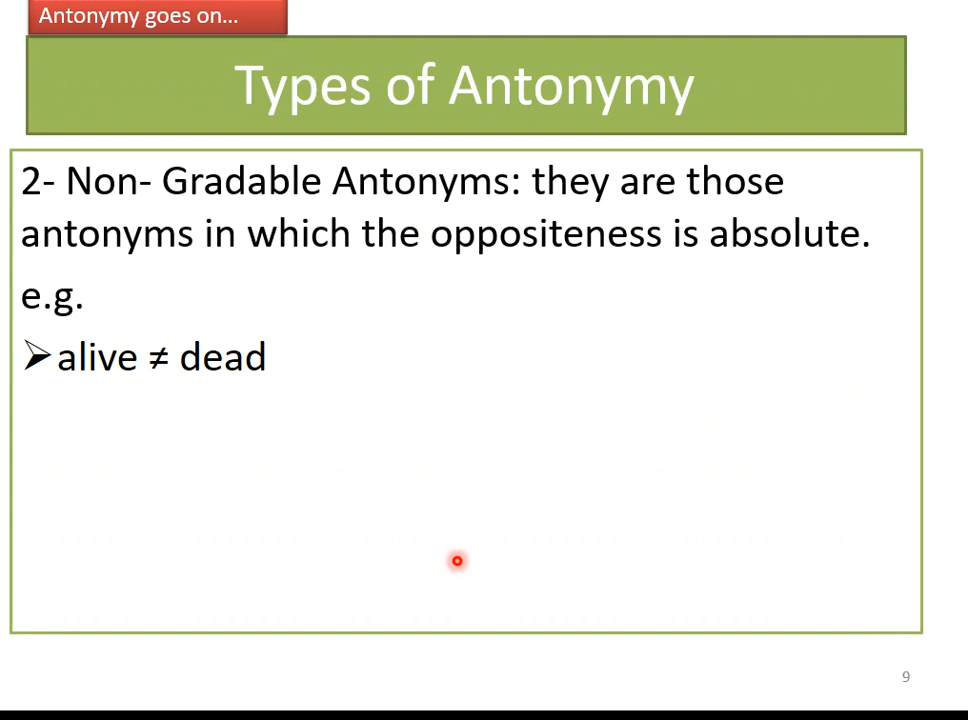 Antonymy goes on...
Types of Antonymy
2- Non- Gradable Antonyms: they are those
antonyms in which the oppositeness is absolute.
e.g.
➢alive ≠ dead
9